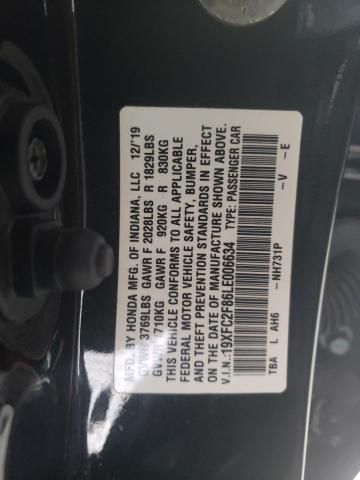 MFD. BY HONDA MFG. OF INDIANA, LLC 12/'19
GVWR 3769LBS GAWR F 2028LBS R 1829LBS
GVWR 1710KG GAWR F 920KG R 830KG
THIS VEHICLE CONFORMS TO ALL APPLICABLE
FEDERAL MOTOR VEHICLE SAFETY, BUMPER,
AND THEFT PREVENTION STANDARDS IN EFFECT
ON THE DATE OF MANUFACTURE SHOWN ABOVE.
V.I.N.:19XFC2F86LE006634 TYPE: PASSENGER CAR
TBA L AH6 -NH731P -V -E